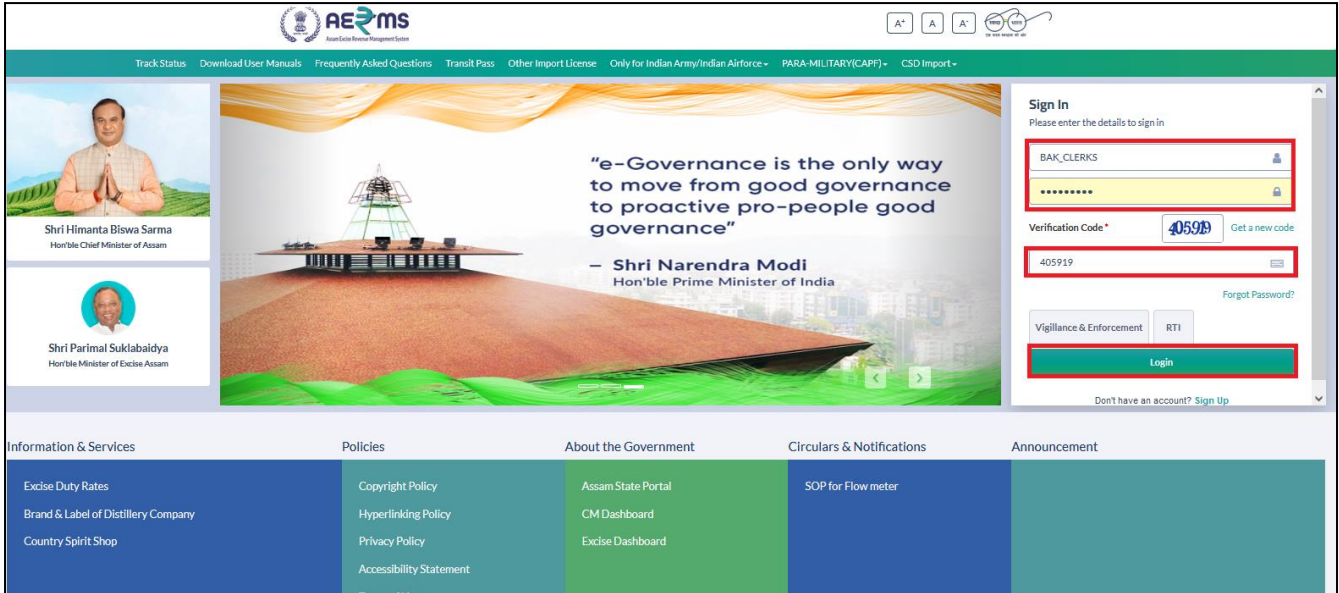 AERMS
Assam Excise Revenue Management System
A+ A A-
Track Status Download User Manuals Frequently Asked Questions Transit Pass Other Import License Only for Indian Army/Indian Airforce PARA-MILITARY(CAPF) CSD Import
Shri Himanta Biswa Sarma
Hon'ble Chief Minister of Assam
Shri Parimal Suklabaidya
Hon'ble Minister of Excise Assam
"e-Governance is the only way
to move from good governance
to proactive pro-people good
governance"
– Shri Narendra Modi
Hon'ble Prime Minister of India
Sign In
Please enter the details to sign in
BAK_CLERKS
Verification Code * 405919 Get a new code
405919
Forgot Password?
Vigillance & Enforcement RTI
Login
Don't have an account? Sign Up
Information & Services
Excise Duty Rates
Brand & Label of Distillery Company
Country Spirit Shop
Policies
Copyright Policy
Hyperlinking Policy
Privacy Policy
Accessibility Statement
About the Government
Assam State Portal
CM Dashboard
Excise Dashboard
Circulars & Notifications
SOP for Flow meter
Announcement